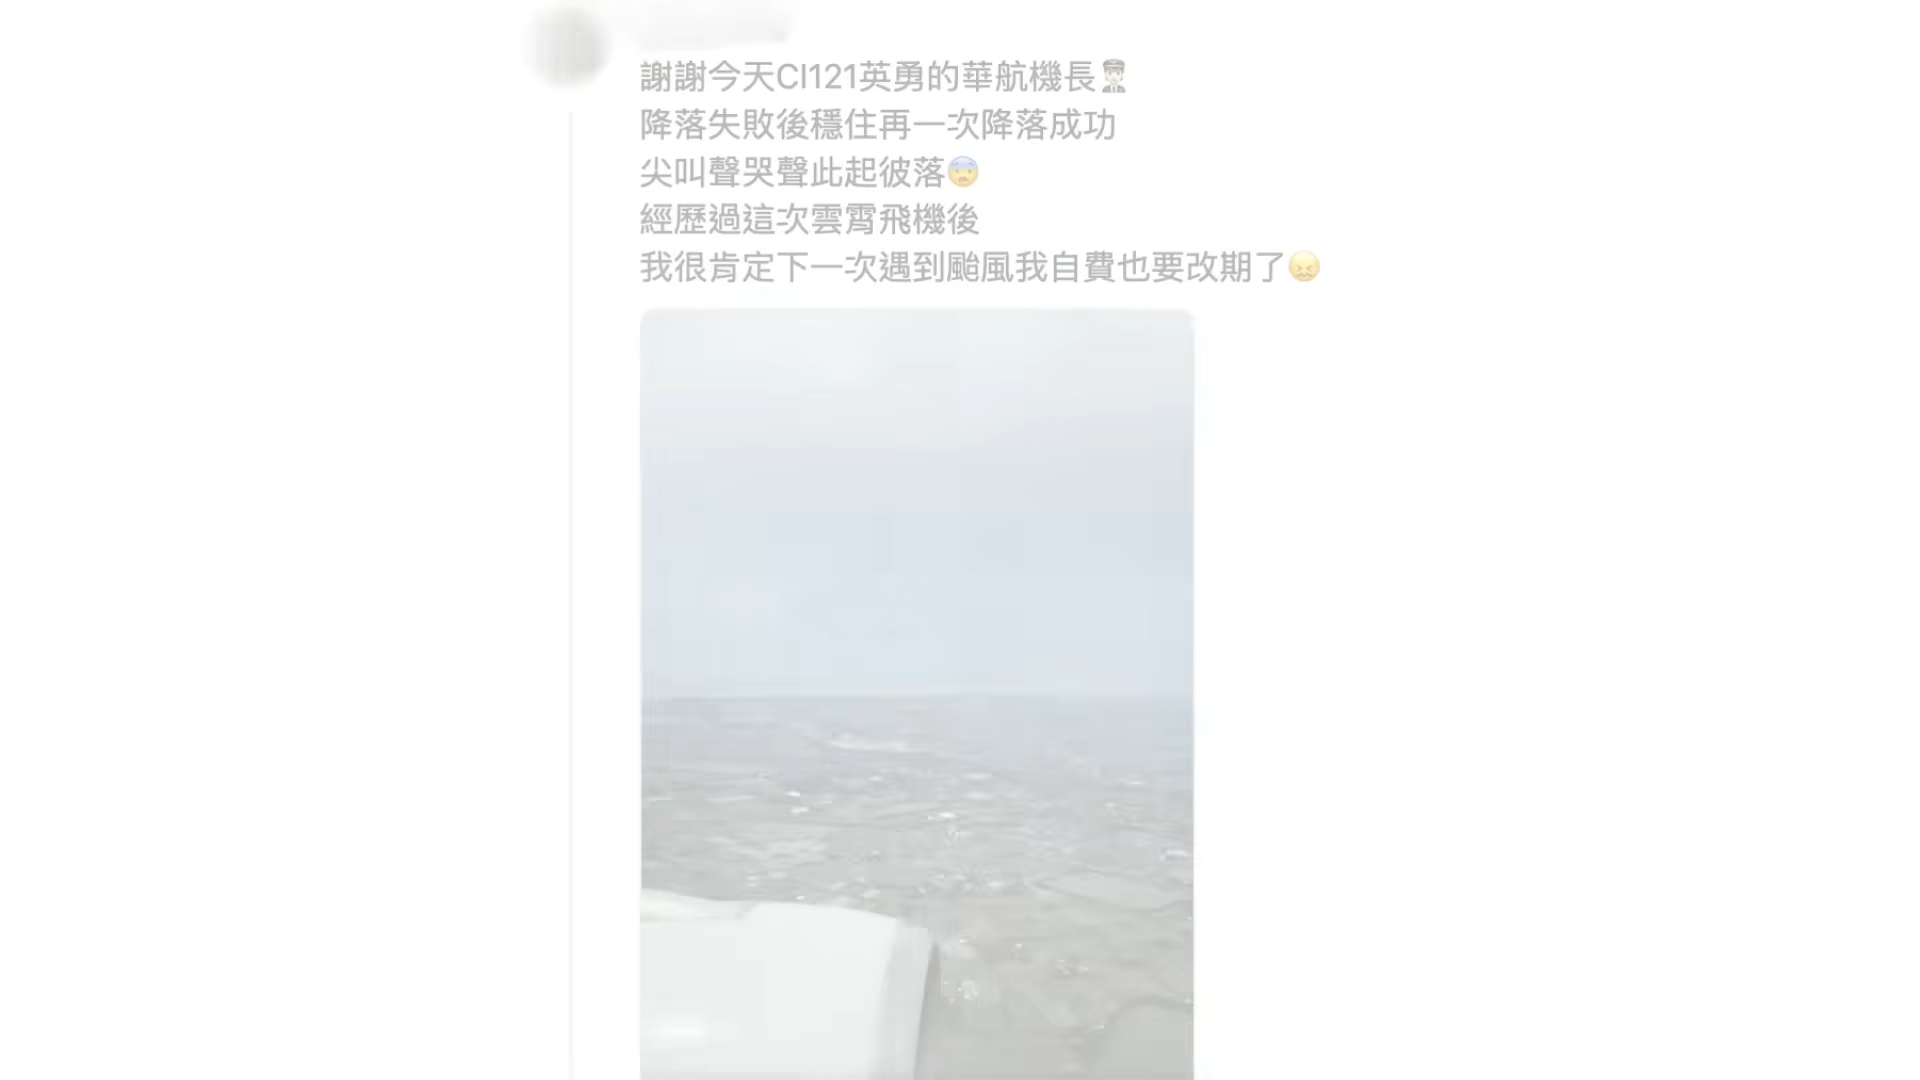 謝謝今天CI121英勇的華航機長👨🏻‍✈️
降落失敗後穩住再一次降落成功
尖叫聲哭聲此起彼落😨
經歷過這次雲霄飛機後
我很肯定下一次遇到颱風我自費也要改期了😖